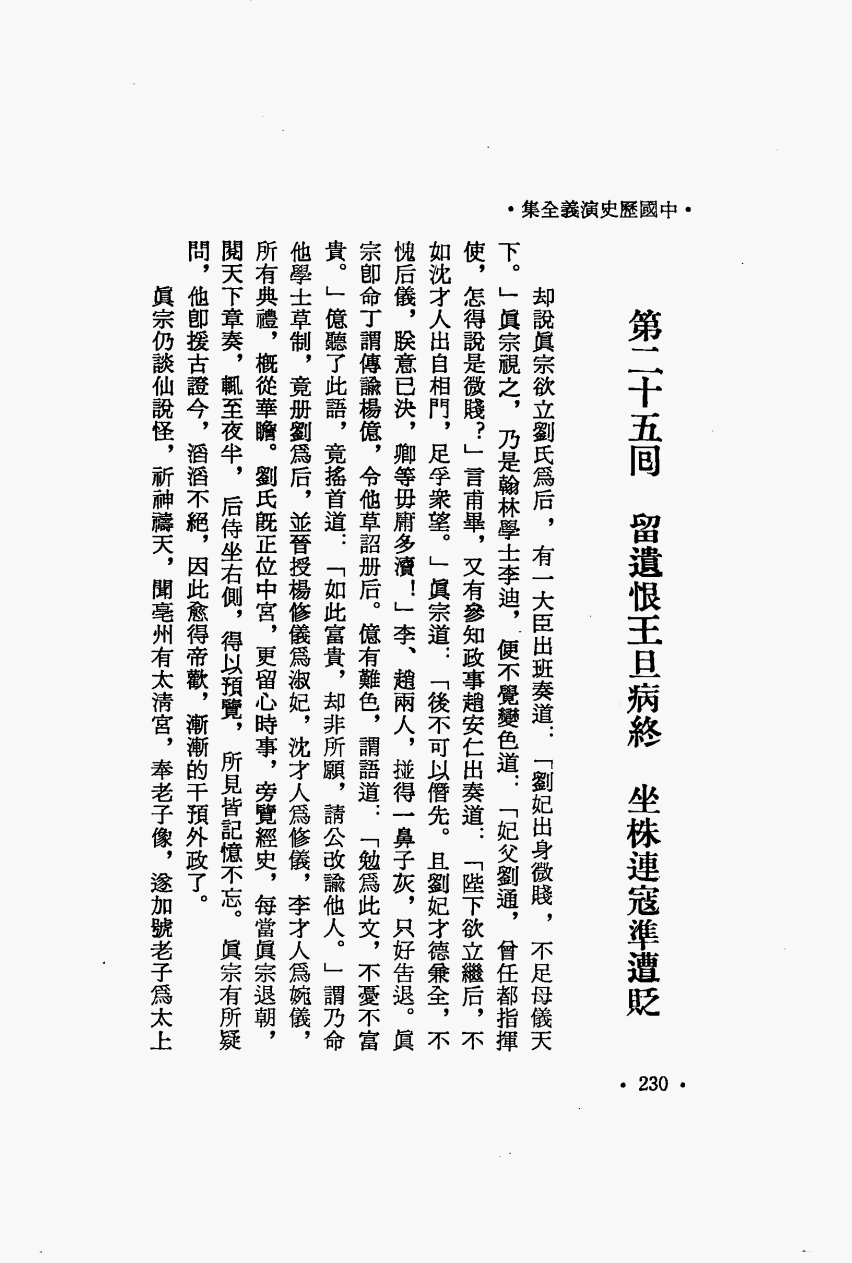 •中國歷史演義全集•
第二十五囘　留遺恨王旦病終　坐株連寇準遭貶
却說眞宗欲立劉氏爲后，有一大臣出班奏道：「劉妃出身微賤，不足母儀天
下。」眞宗視之，乃是翰林學士李迪，便不覺變色道：「妃父劉通，曾任都指揮
使，怎得說是微賤？」言甫畢，又有參知政事趙安仁出奏道：「陛下欲立繼后，不
如沈才人出自相門，足孚衆望。」眞宗道：「後不可以僭先。且劉妃才德兼全，不
愧后儀，朕意已決，卿等毋庸多瀆！」李、趙兩人，掽得一鼻子灰，只好告退。眞
宗卽命丁謂傳諭楊億，令他草詔册后。億有難色，謂語道：「勉爲此文，不憂不富
貴。」億聽了此語，竟搖首道：「如此富貴，却非所願，請公改諭他人。」謂乃命
他學士草制，竟册劉爲后，並晉授楊修儀爲淑妃，沈才人爲修儀，李才人爲婉儀，
所有典禮，槪從華贍。劉氏旣正位中宮，更留心時事，旁覽經史，每當眞宗退朝，
閱天下章奏，輒至夜半，后侍坐右側，得以預覽，所見皆記憶不忘。眞宗有所疑
問，他卽援古證今，滔滔不絕，因此愈得帝歡，漸漸的干預外政了。
眞宗仍談仙說怪，祈神禱天，聞亳州有太淸宮，奉老子像，遂加號老子爲太上
•230•